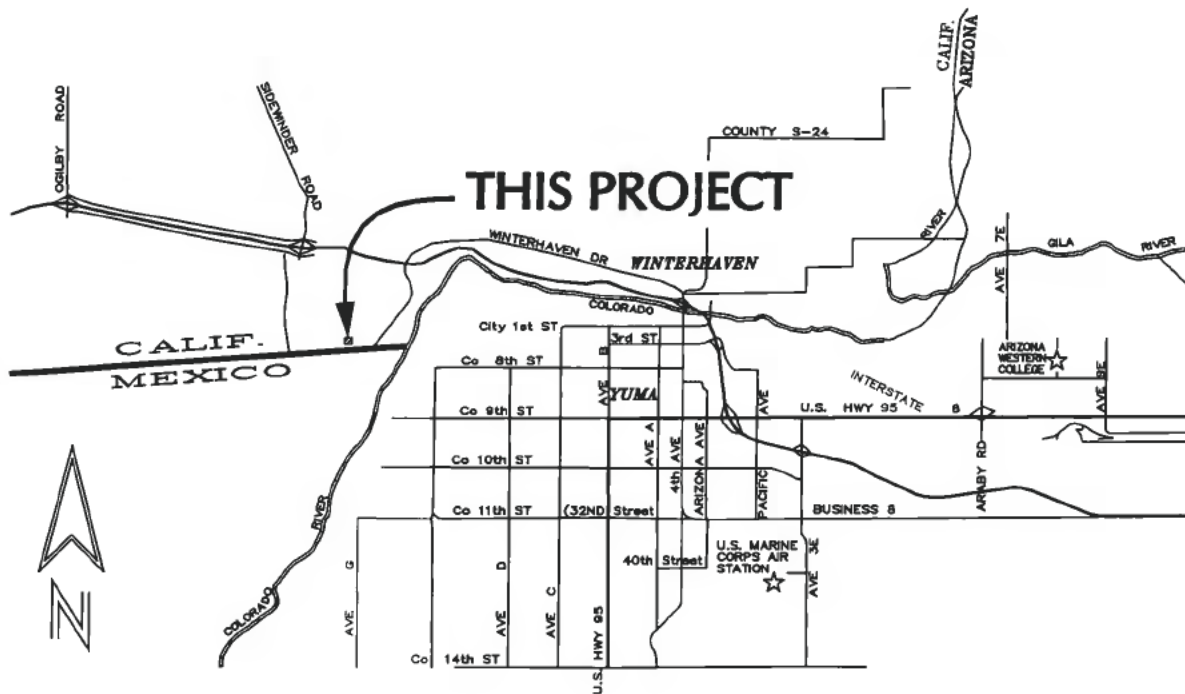 CALIF.
ARIZONA
OGILBY ROAD
SIDEWINDER ROAD
COUNTY S-24
THIS PROJECT
WINTERHAVEN DR
WINTERHAVEN
RIVER
AVE 7E
GILA RIVER
COLORADO
CALIF.
MEXICO
City 1st ST
3rd ST
Co 8th ST
AVE B
YUMA
ARIZONA
WESTERN
COLLEGE
INTERSTATE 8
U.S. HWY 95
AVE 8E
Co 9th ST
AVE A
4th AVE
ARIZONA AVE
PACIFIC AVE
ARABY RD
Co 10th ST
Co 11th ST
(32ND Street
BUSINESS 8
COLORADO RIVER
40th Street
U.S. MARINE
CORPS AIR
STATION
AVE 3E
AVE G
AVE D
AVE C
U.S. HWY 95
Co 14th ST
N